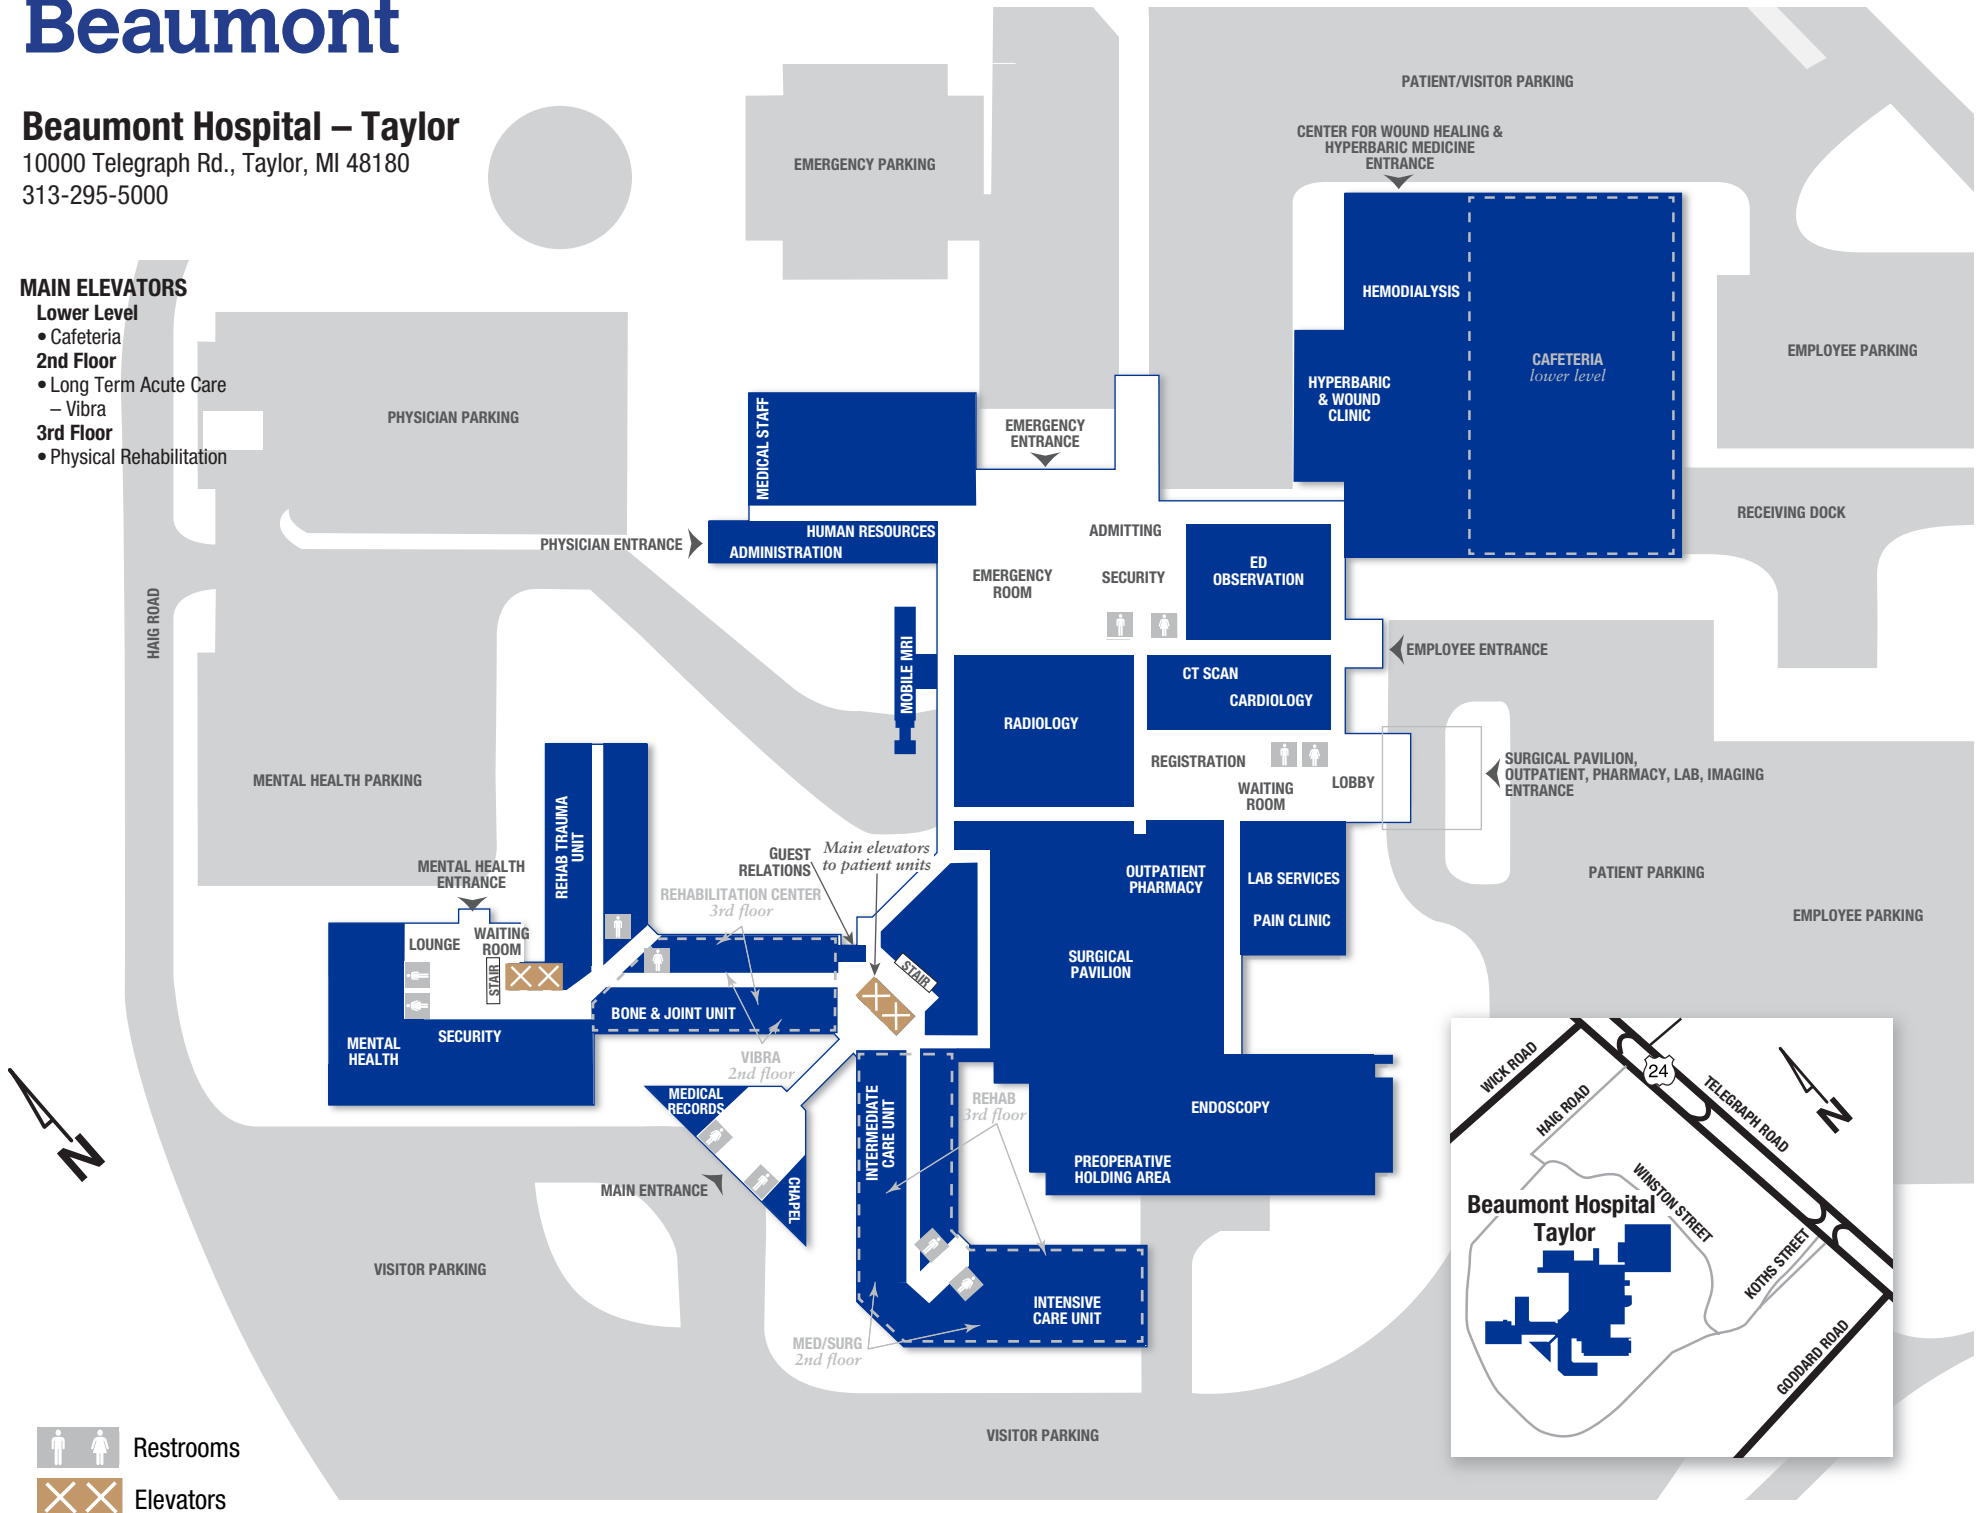 Beaumont
Beaumont Hospital – Taylor
10000 Telegraph Rd., Taylor, MI 48180
313-295-5000
MAIN ELEVATORS
Lower Level
• Cafeteria
2nd Floor
• Long Term Acute Care
– Vibra
3rd Floor
• Physical Rehabilitation
PATIENT/VISITOR PARKING
CENTER FOR WOUND HEALING &
HYPERBARIC MEDICINE
ENTRANCE
EMERGENCY PARKING
HEMODIALYSIS
EMPLOYEE PARKING
CAFETERIA
lower level
HYPERBARIC
& WOUND
CLINIC
PHYSICIAN PARKING
MEDICAL STAFF
EMERGENCY
ENTRANCE
RECEIVING DOCK
PHYSICIAN ENTRANCE
HUMAN RESOURCES
ADMINISTRATION
ADMITTING
EMERGENCY
ROOM
SECURITY
ED
OBSERVATION
HAIG ROAD
MOBILE MRI
EMPLOYEE ENTRANCE
CT SCAN
CARDIOLOGY
RADIOLOGY
REGISTRATION
WAITING
ROOM
LOBBY
SURGICAL PAVILION,
OUTPATIENT, PHARMACY, LAB, IMAGING
ENTRANCE
MENTAL HEALTH PARKING
REHAB TRAUMA
UNIT
MENTAL HEALTH
ENTRANCE
GUEST
RELATIONS
Main elevators
to patient units
REHABILITATION CENTER
3rd floor
OUTPATIENT
PHARMACY
LAB SERVICES
PAIN CLINIC
PATIENT PARKING
EMPLOYEE PARKING
LOUNGE
WAITING
ROOM
STAIR
STAIR
SURGICAL
PAVILION
BONE & JOINT UNIT
SECURITY
MENTAL
HEALTH
VIBRA
2nd floor
MEDICAL
RECORDS
INTERMEDIATE
CARE UNIT
REHAB
3rd floor
ENDOSCOPY
PREOPERATIVE
HOLDING AREA
MAIN ENTRANCE
CHAPEL
N
VISITOR PARKING
INTENSIVE
CARE UNIT
MED/SURG
2nd floor
VISITOR PARKING
WICK ROAD
24
TELEGRAPH ROAD
HAIG ROAD
N
WINSTON STREET
Beaumont Hospital
Taylor
KOTHS STREET
GODDARD ROAD
Restrooms
Elevators